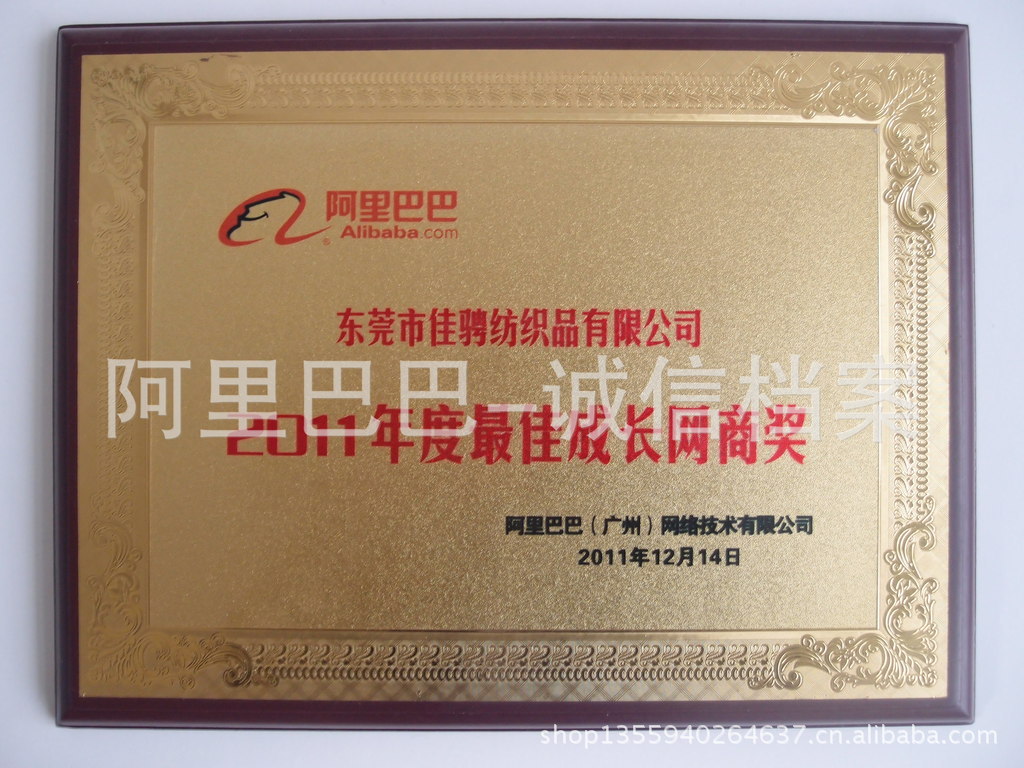 阿里巴巴
Alibaba.com
东莞市佳骋纺织品有限公司
阿里巴巴-诚信档案
2011年度最佳成长网商奖
阿里巴巴（广州）网络技术有限公司
2011年12月14日
shop1355940264637.cn.alibaba.com